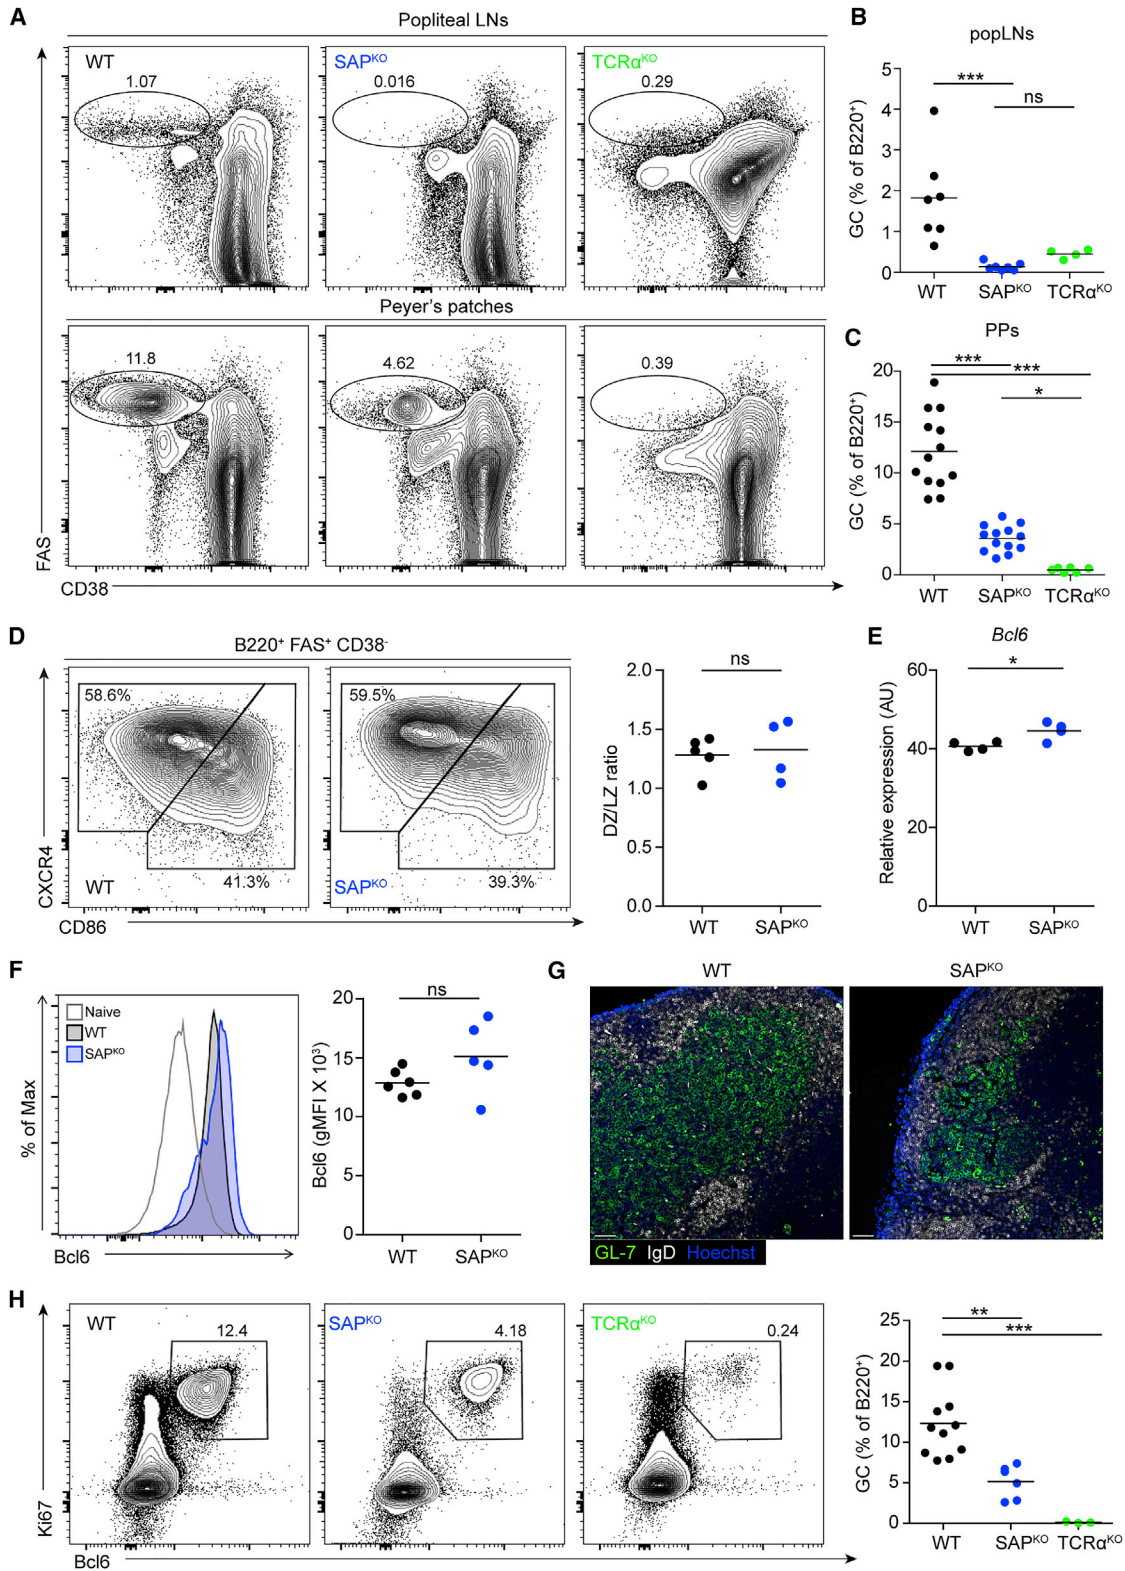 A
Popliteal LNs
WT
SAPKO
TCRαKO
1.07
0.016
0.29
Peyer's patches
11.8
4.62
0.39
FAS
CD38
B
popLNs
GC (% of B220+)
5
4
3
2
1
0
***
ns
WT
SAPKO
TCRαKO
C
PPs
GC (% of B220+)
20
15
10
5
0
***
***
*
WT
SAPKO
TCRαKO
D
B220+ FAS+ CD38-
58.6%
59.5%
WT
41.3%
SAPKO
39.3%
CXCR4
CD86
DZ/LZ ratio
2.0
1.5
1.0
0.0
ns
WT
SAPKO
E
Bcl6
Relative expression (AU)
60
40
20
0
*
WT
SAPKO
F
Naive
WT
SAPKO
% of Max
Bcl6
Bcl6 (gMFI X 10³)
20
15
10
5
0
ns
WT
SAPKO
G
WT
SAPKO
GL-7 IgD Hoechst
H
WT
12.4
SAPKO
4.18
TCRαKO
0.24
Ki67
Bcl6
GC (% of B220+)
25
20
15
10
5
0
**
***
WT
SAPKO
TCRαKO